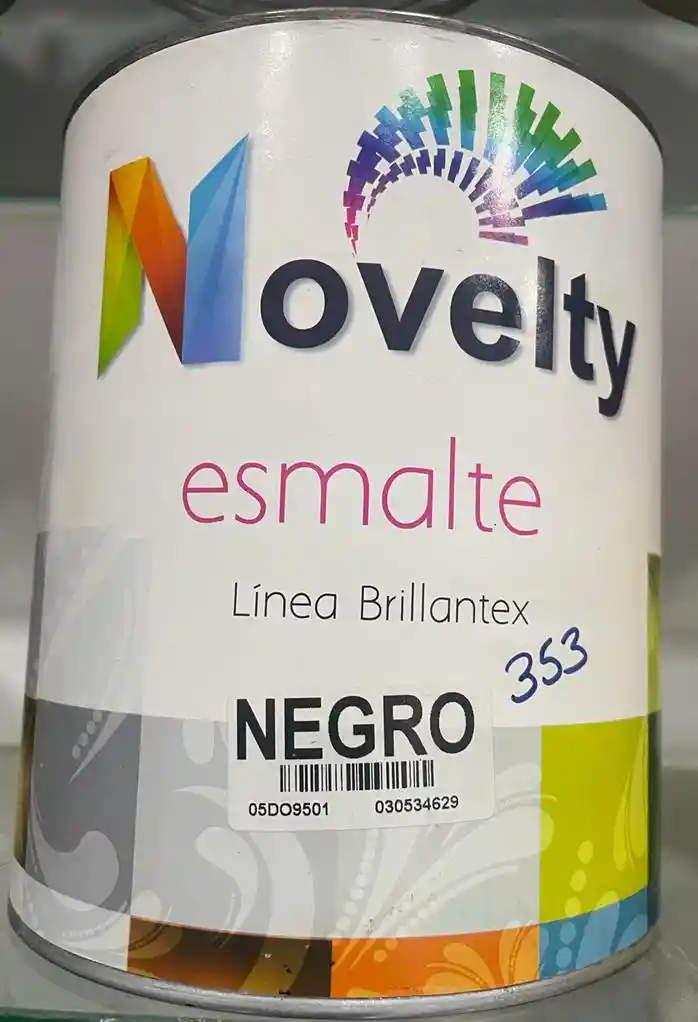 Novelty
esmalte
Línea Brillantex
353
NEGRO
05DO9501 030534629